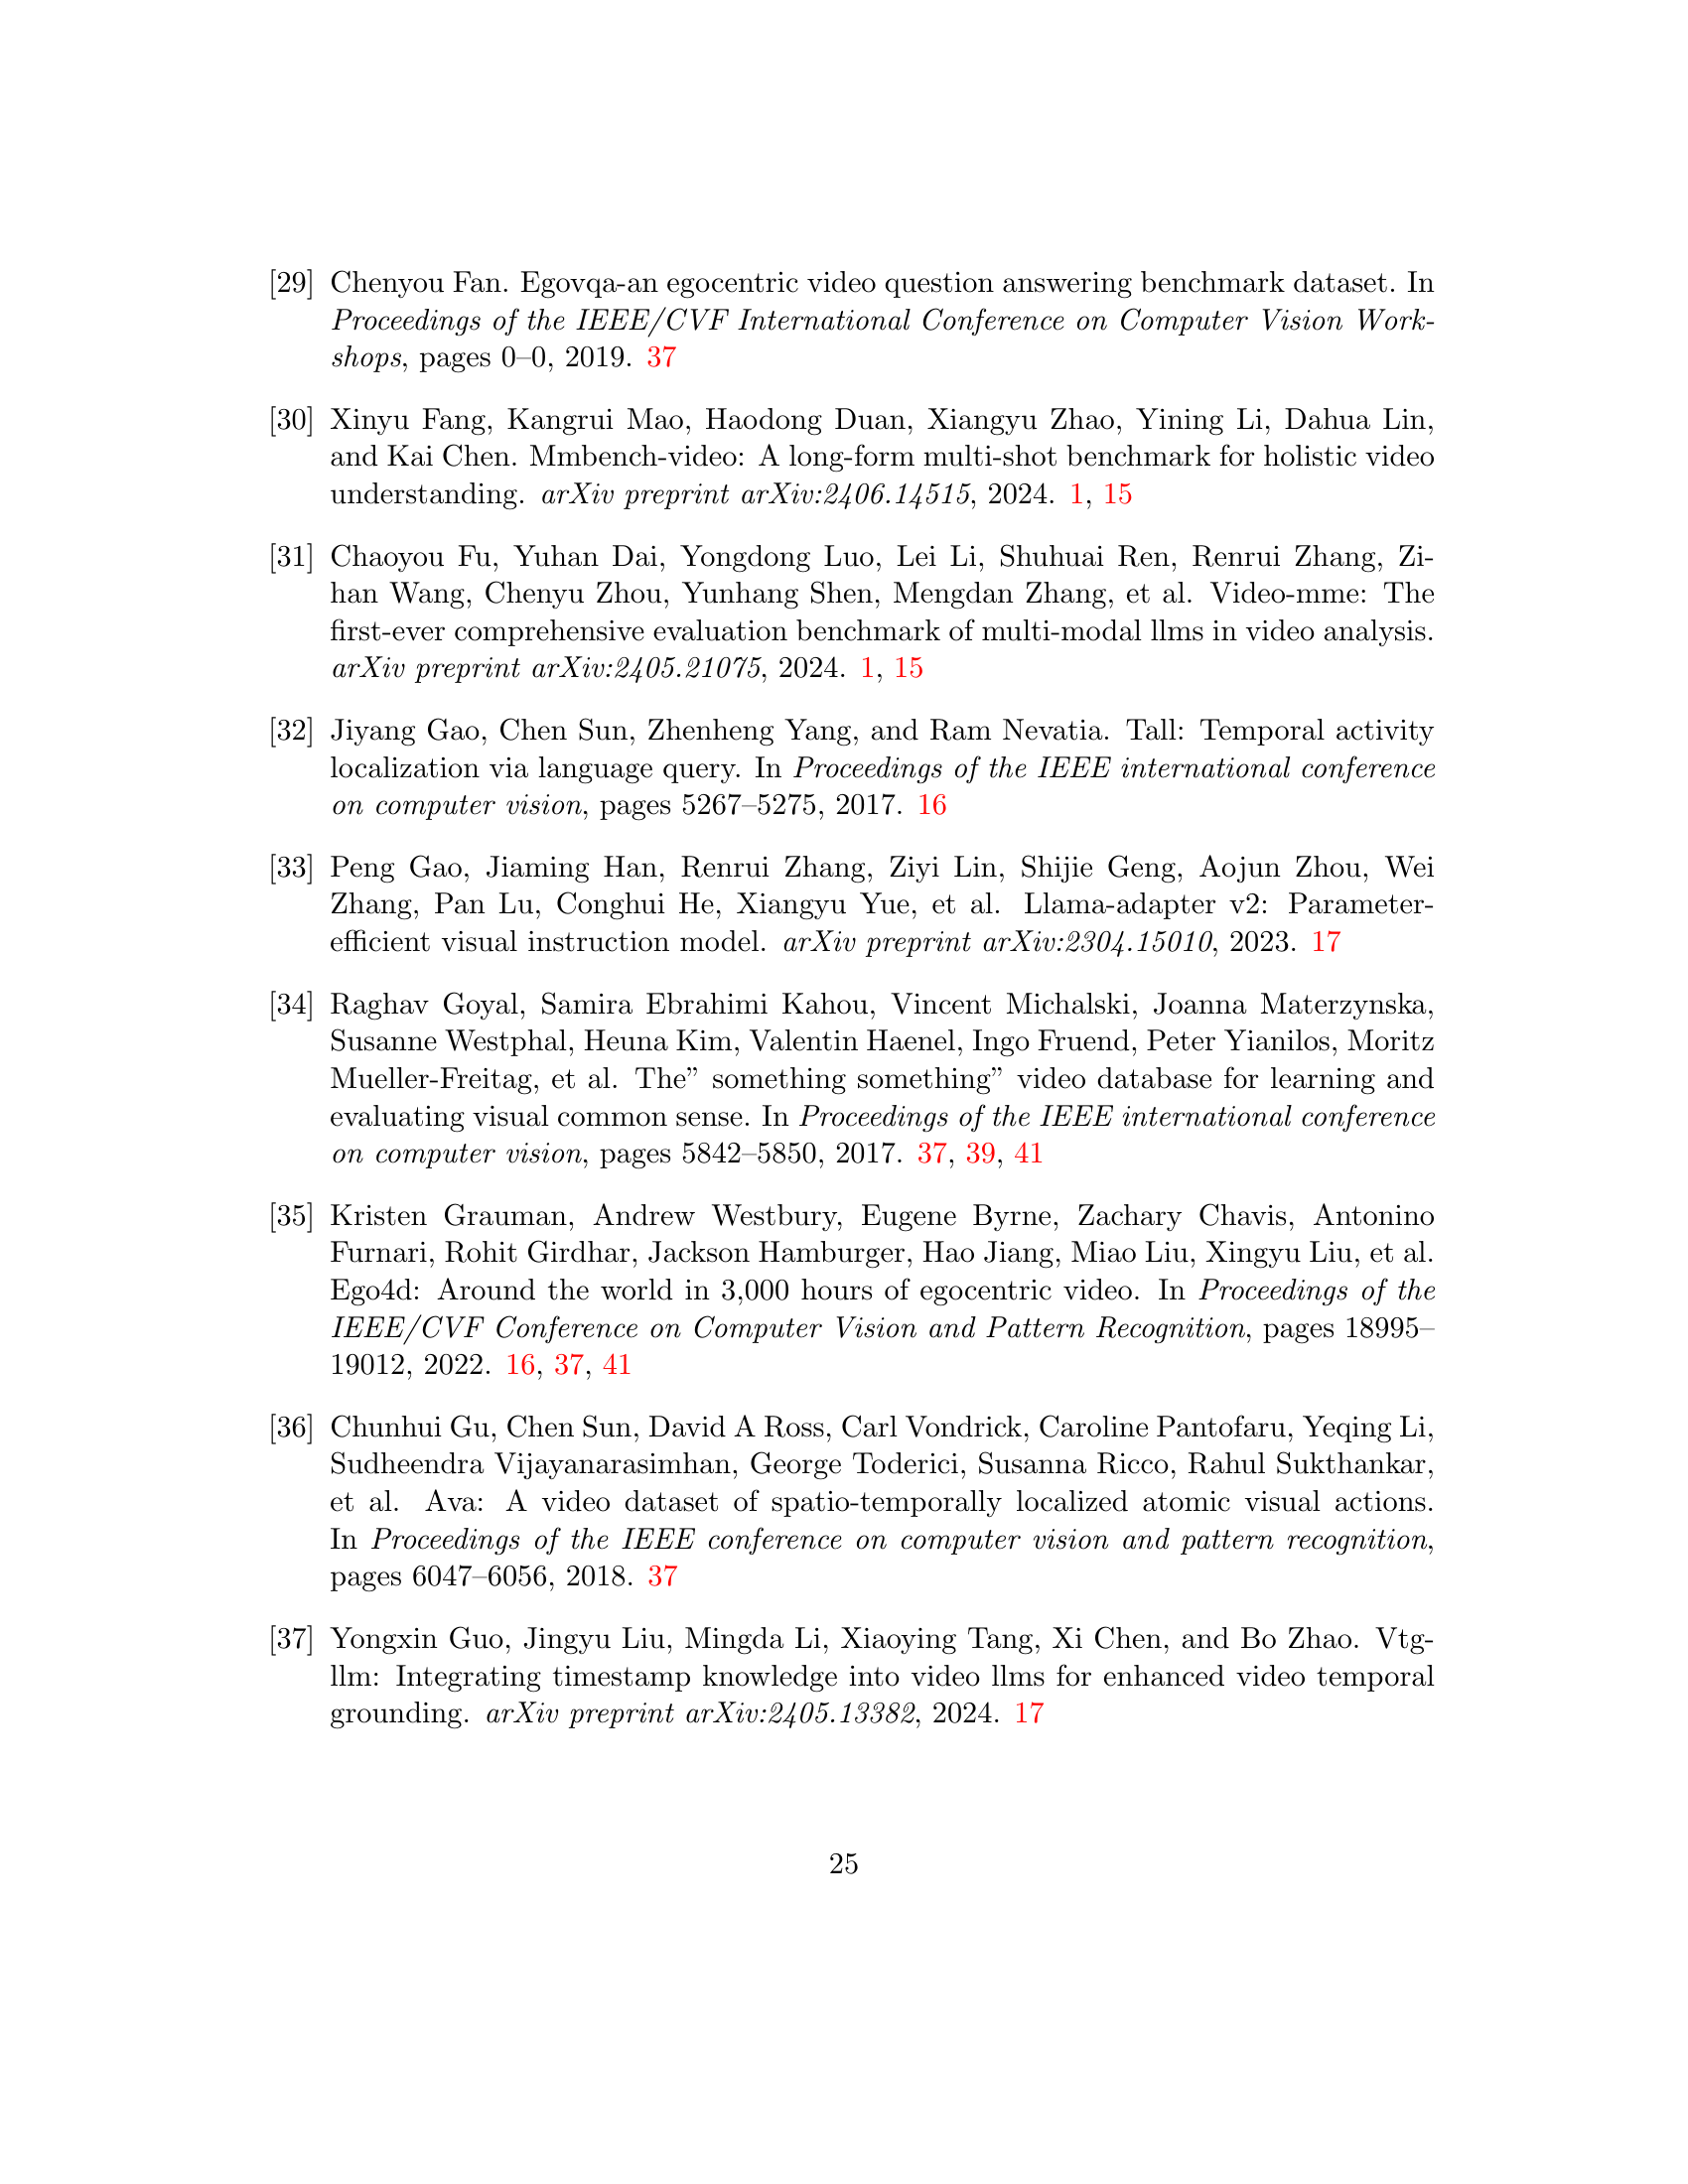 [29] Chenyou Fan. Egovqa-an egocentric video question answering benchmark dataset. In
Proceedings of the IEEE/CVF International Conference on Computer Vision Work-
shops, pages 0–0, 2019. 37
[30] Xinyu Fang, Kangrui Mao, Haodong Duan, Xiangyu Zhao, Yining Li, Dahua Lin,
and Kai Chen. Mmbench-video: A long-form multi-shot benchmark for holistic video
understanding. arXiv preprint arXiv:2406.14515, 2024. 1, 15
[31] Chaoyou Fu, Yuhan Dai, Yongdong Luo, Lei Li, Shuhuai Ren, Renrui Zhang, Zi-
han Wang, Chenyu Zhou, Yunhang Shen, Mengdan Zhang, et al. Video-mme: The
first-ever comprehensive evaluation benchmark of multi-modal llms in video analysis.
arXiv preprint arXiv:2405.21075, 2024. 1, 15
[32] Jiyang Gao, Chen Sun, Zhenheng Yang, and Ram Nevatia. Tall: Temporal activity
localization via language query. In Proceedings of the IEEE international conference
on computer vision, pages 5267–5275, 2017. 16
[33] Peng Gao, Jiaming Han, Renrui Zhang, Ziyi Lin, Shijie Geng, Aojun Zhou, Wei
Zhang, Pan Lu, Conghui He, Xiangyu Yue, et al. Llama-adapter v2: Parameter-
efficient visual instruction model. arXiv preprint arXiv:2304.15010, 2023. 17
[34] Raghav Goyal, Samira Ebrahimi Kahou, Vincent Michalski, Joanna Materzynska,
Susanne Westphal, Heuna Kim, Valentin Haenel, Ingo Fruend, Peter Yianilos, Moritz
Mueller-Freitag, et al. The” something something” video database for learning and
evaluating visual common sense. In Proceedings of the IEEE international conference
on computer vision, pages 5842–5850, 2017. 37, 39, 41
[35] Kristen Grauman, Andrew Westbury, Eugene Byrne, Zachary Chavis, Antonino
Furnari, Rohit Girdhar, Jackson Hamburger, Hao Jiang, Miao Liu, Xingyu Liu, et al.
Ego4d: Around the world in 3,000 hours of egocentric video. In Proceedings of the
IEEE/CVF Conference on Computer Vision and Pattern Recognition, pages 18995–
19012, 2022. 16, 37, 41
[36] Chunhui Gu, Chen Sun, David A Ross, Carl Vondrick, Caroline Pantofaru, Yeqing Li,
Sudheendra Vijayanarasimhan, George Toderici, Susanna Ricco, Rahul Sukthankar,
et al. Ava: A video dataset of spatio-temporally localized atomic visual actions.
In Proceedings of the IEEE conference on computer vision and pattern recognition,
pages 6047–6056, 2018. 37
[37] Yongxin Guo, Jingyu Liu, Mingda Li, Xiaoying Tang, Xi Chen, and Bo Zhao. Vtg-
llm: Integrating timestamp knowledge into video llms for enhanced video temporal
grounding. arXiv preprint arXiv:2405.13382, 2024. 17
25